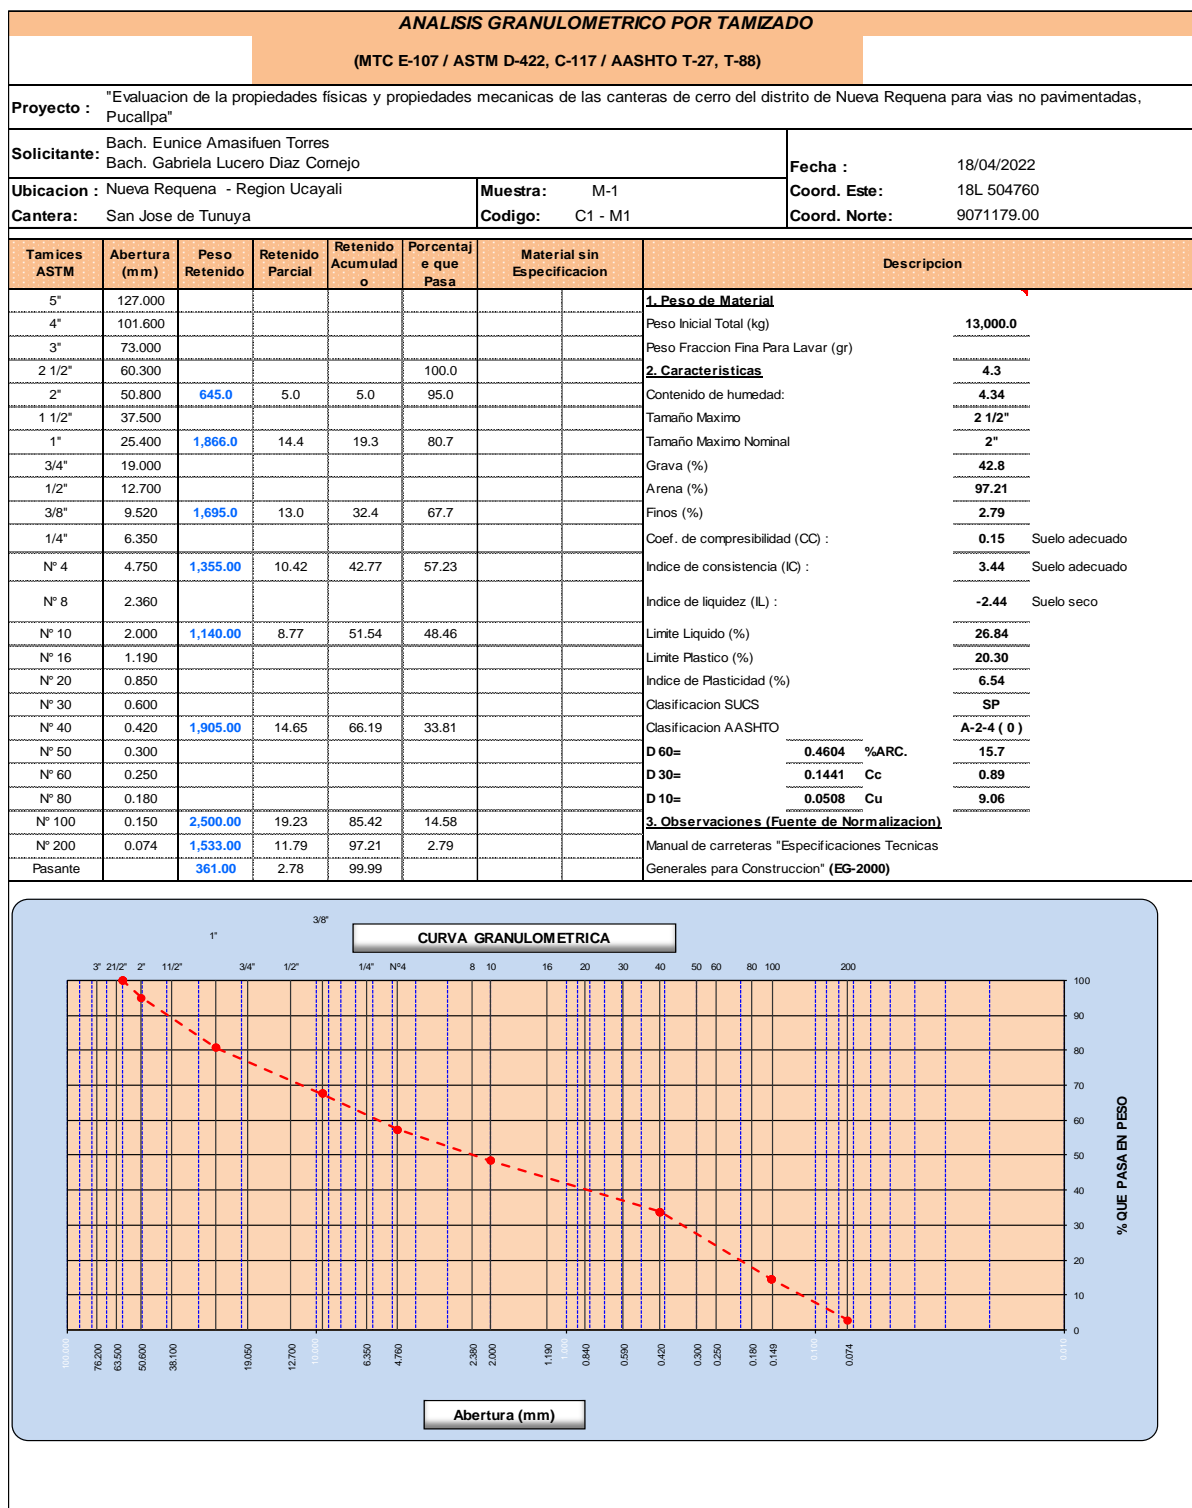 ANALISIS GRANULOMETRICO POR TAMIZADO
(MTC E-107 / ASTM D-422, C-117 / AASHTO T-27, T-88)
Proyecto : "Evaluacion de la propiedades físicas y propiedades mecanicas de las canteras de cerro del distrito de Nueva Requena para vias no pavimentadas,
Pucallpa"
Solicitante: Bach. Eunice Amasifuen Torres
Bach. Gabriela Lucero Diaz Cornejo
Fecha : 18/04/2022
Ubicacion : Nueva Requena - Region Ucayali Muestra: M-1 Coord. Este: 18L 504760
Cantera: San Jose de Tunuya Codigo: C1 - M1 Coord. Norte: 9071179.00
Tamices ASTM Abertura (mm) Peso Retenido Retenido Parcial Retenido Acumulado Porcentaje que Pasa Material sin Especificacion Descripcion
5" 127.000 1. Peso de Material
4" 101.600 Peso Inicial Total (kg) 13,000.0
3" 73.000 Peso Fraccion Fina Para Lavar (gr)
2 1/2" 60.300 100.0 2. Caracteristicas 4.3
2" 50.800 645.0 5.0 5.0 95.0 Contenido de humedad: 4.34
1 1/2" 37.500 Tamaño Maximo 2 1/2"
1" 25.400 1,866.0 14.4 19.3 80.7 Tamaño Maximo Nominal 2"
3/4" 19.000 Grava (%) 42.8
1/2" 12.700 Arena (%) 97.21
3/8" 9.520 1,695.0 13.0 32.4 67.7 Finos (%) 2.79
1/4" 6.350 Coef. de compresibilidad (CC) : 0.15 Suelo adecuado
N° 4 4.750 1,355.00 10.42 42.77 57.23 Indice de consistencia (IC) : 3.44 Suelo adecuado
N° 8 2.360 Indice de liquidez (IL) : -2.44 Suelo seco
N° 10 2.000 1,140.00 8.77 51.54 48.46 Limite Liquido (%) 26.84
N° 16 1.190 Limite Plastico (%) 20.30
N° 20 0.850 Indice de Plasticidad (%) 6.54
N° 30 0.600 Clasificacion SUCS SP
N° 40 0.420 1,905.00 14.65 66.19 33.81 Clasificacion AASHTO A-2-4 ( 0 )
N° 50 0.300 D 60= 0.4604 %ARC. 15.7
N° 60 0.250 D 30= 0.1441 Cc 0.89
N° 80 0.180 D 10= 0.0508 Cu 9.06
N° 100 0.150 2,500.00 19.23 85.42 14.58 3. Observaciones (Fuente de Normalizacion)
N° 200 0.074 1,533.00 11.79 97.21 2.79 Manual de carreteras "Especificaciones Tecnicas
Pasante 361.00 2.78 99.99 Generales para Construccion" (EG-2000)
CURVA GRANULOMETRICA
3" 21/2" 2" 11/2" 1" 3/4" 1/2" 3/8" 1/4" N°4 8 10 16 20 30 40 50 60 80 100 200
100
90
80
70
60
50
40
30
20
10
0
% QUE PASA EN PESO
100.000 76.200 63.500 50.600 38.100 19.050 12.700 10.000 6.350 4.760 2.380 2.000 1.190 1.000 0.840 0.590 0.420 0.300 0.250 0.180 0.149 0.100 0.074 0.010
Abertura (mm)